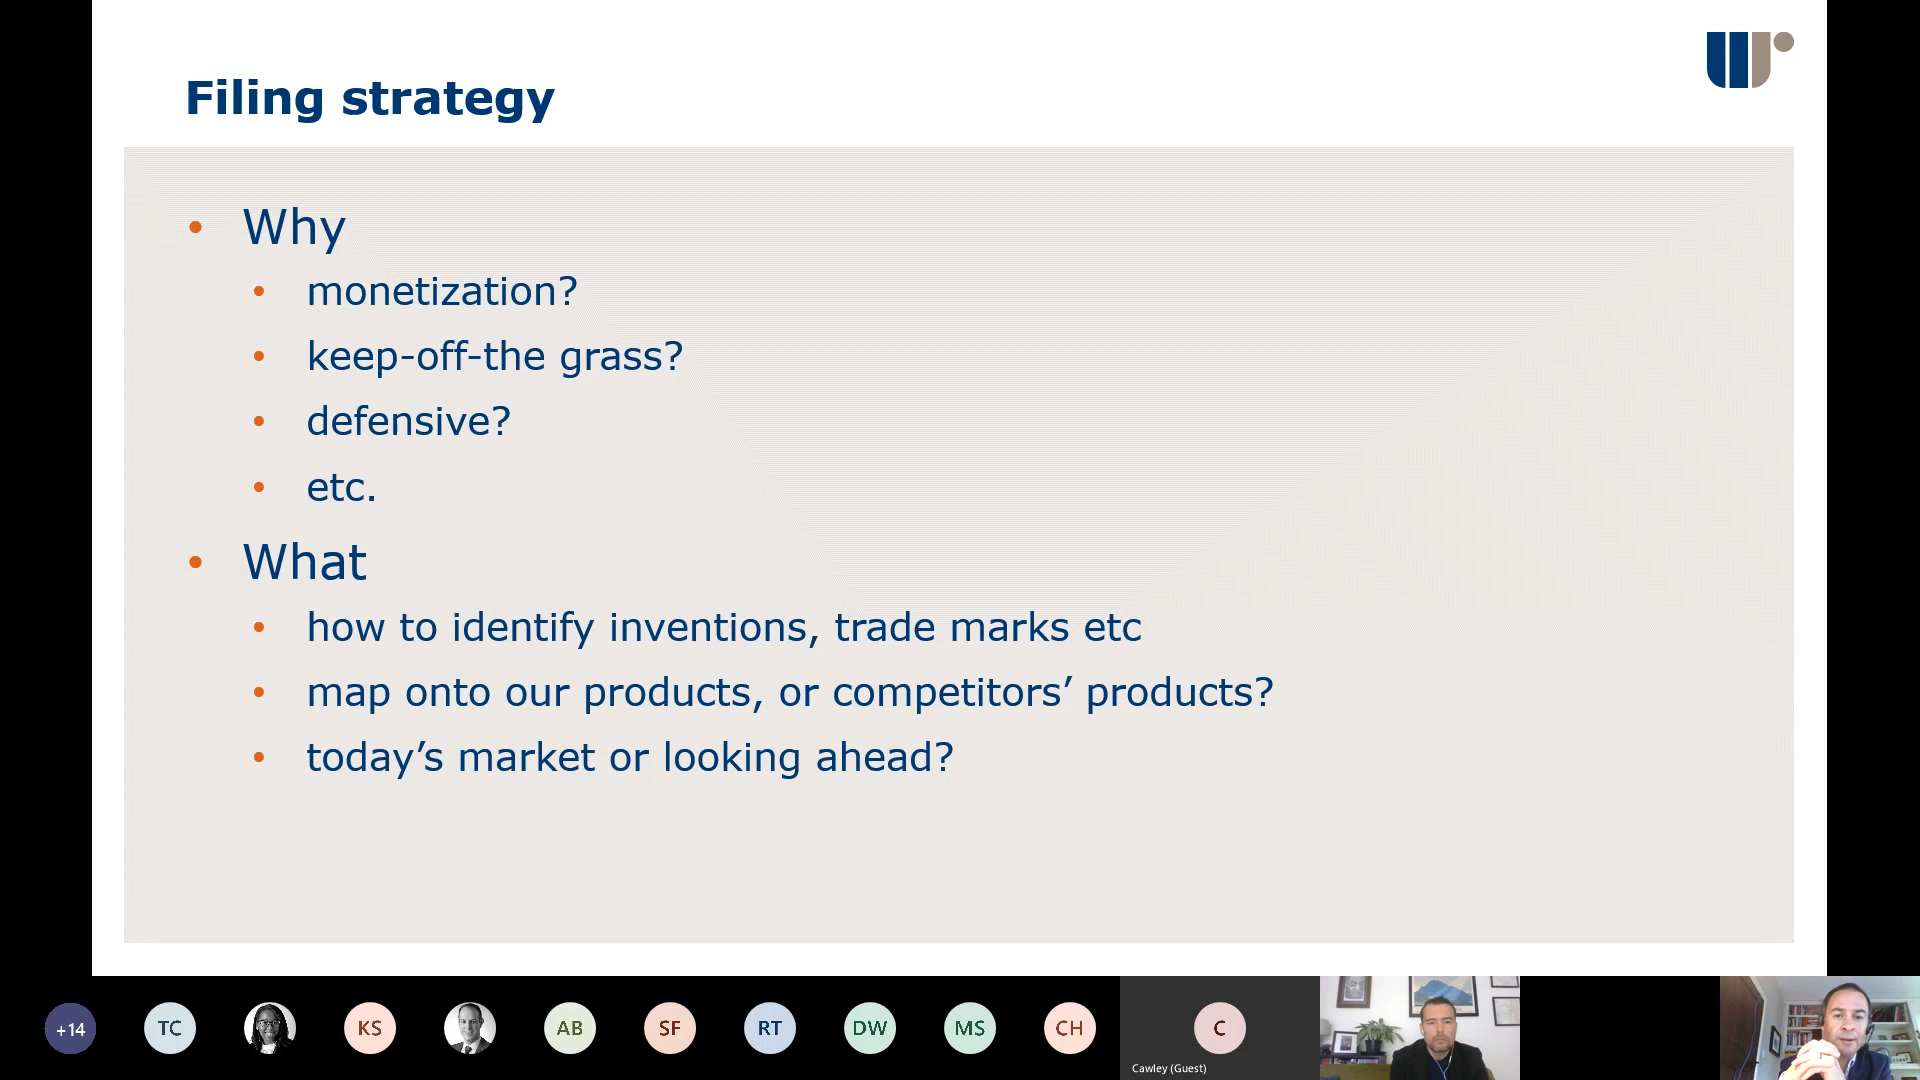 Filing strategy
• Why
• monetization?
• keep-off-the grass?
• defensive?
• etc.
• What
• how to identify inventions, trade marks etc
• map onto our products, or competitors’ products?
• today’s market or looking ahead?
+14 TC KS AB SF RT DW MS CH C
Cawley (Guest)